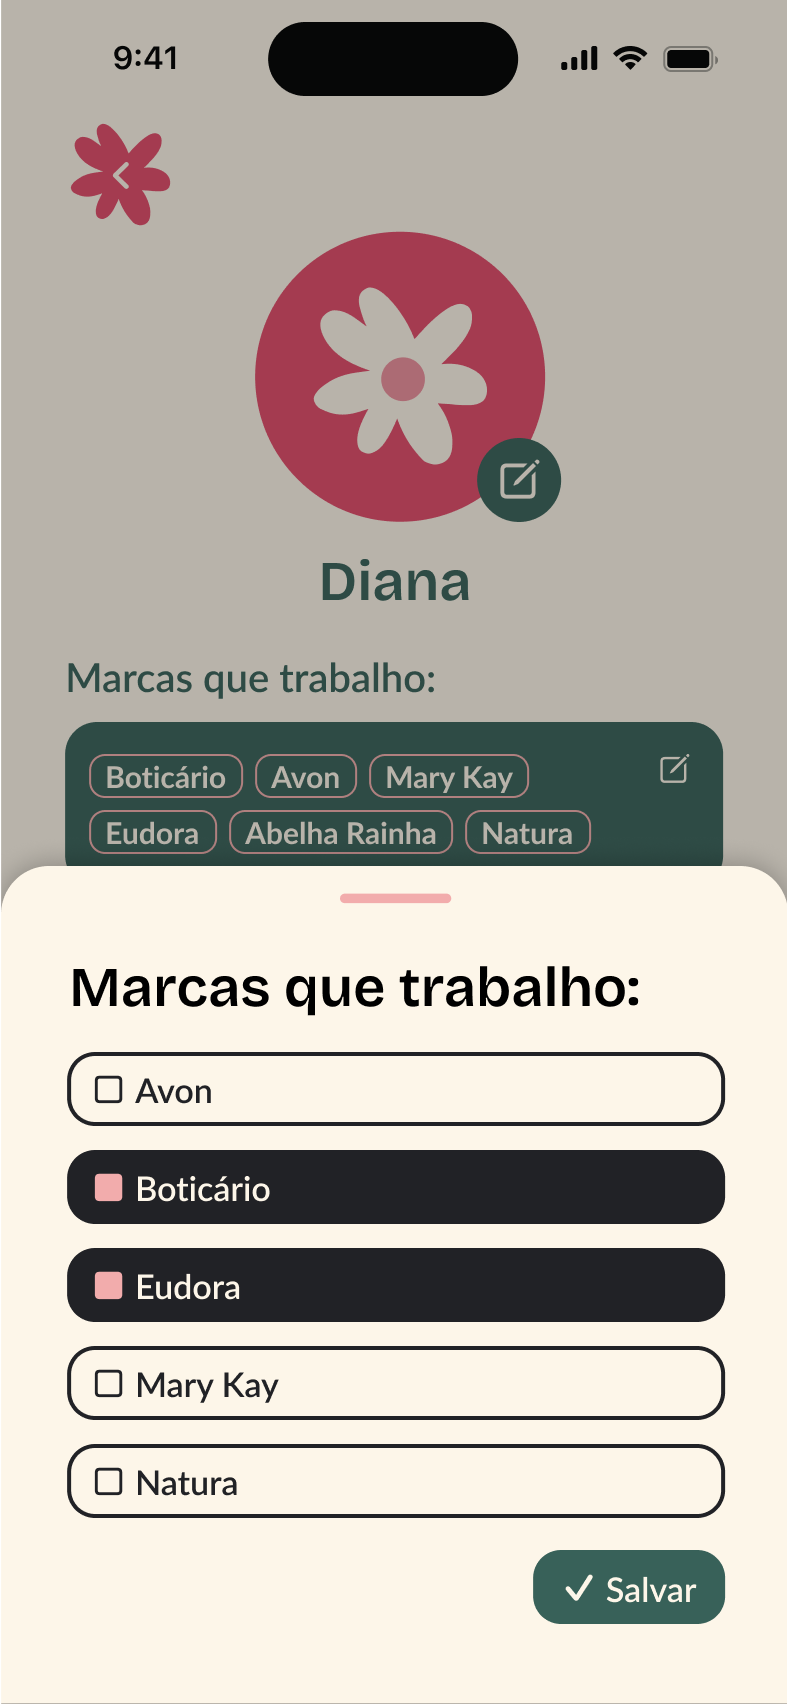 9:41
Diana
Marcas que trabalho:
Boticário Avon Mary Kay
Eudora Abelha Rainha Natura
Marcas que trabalho:
Avon
Boticário
Eudora
Mary Kay
Natura
Salvar